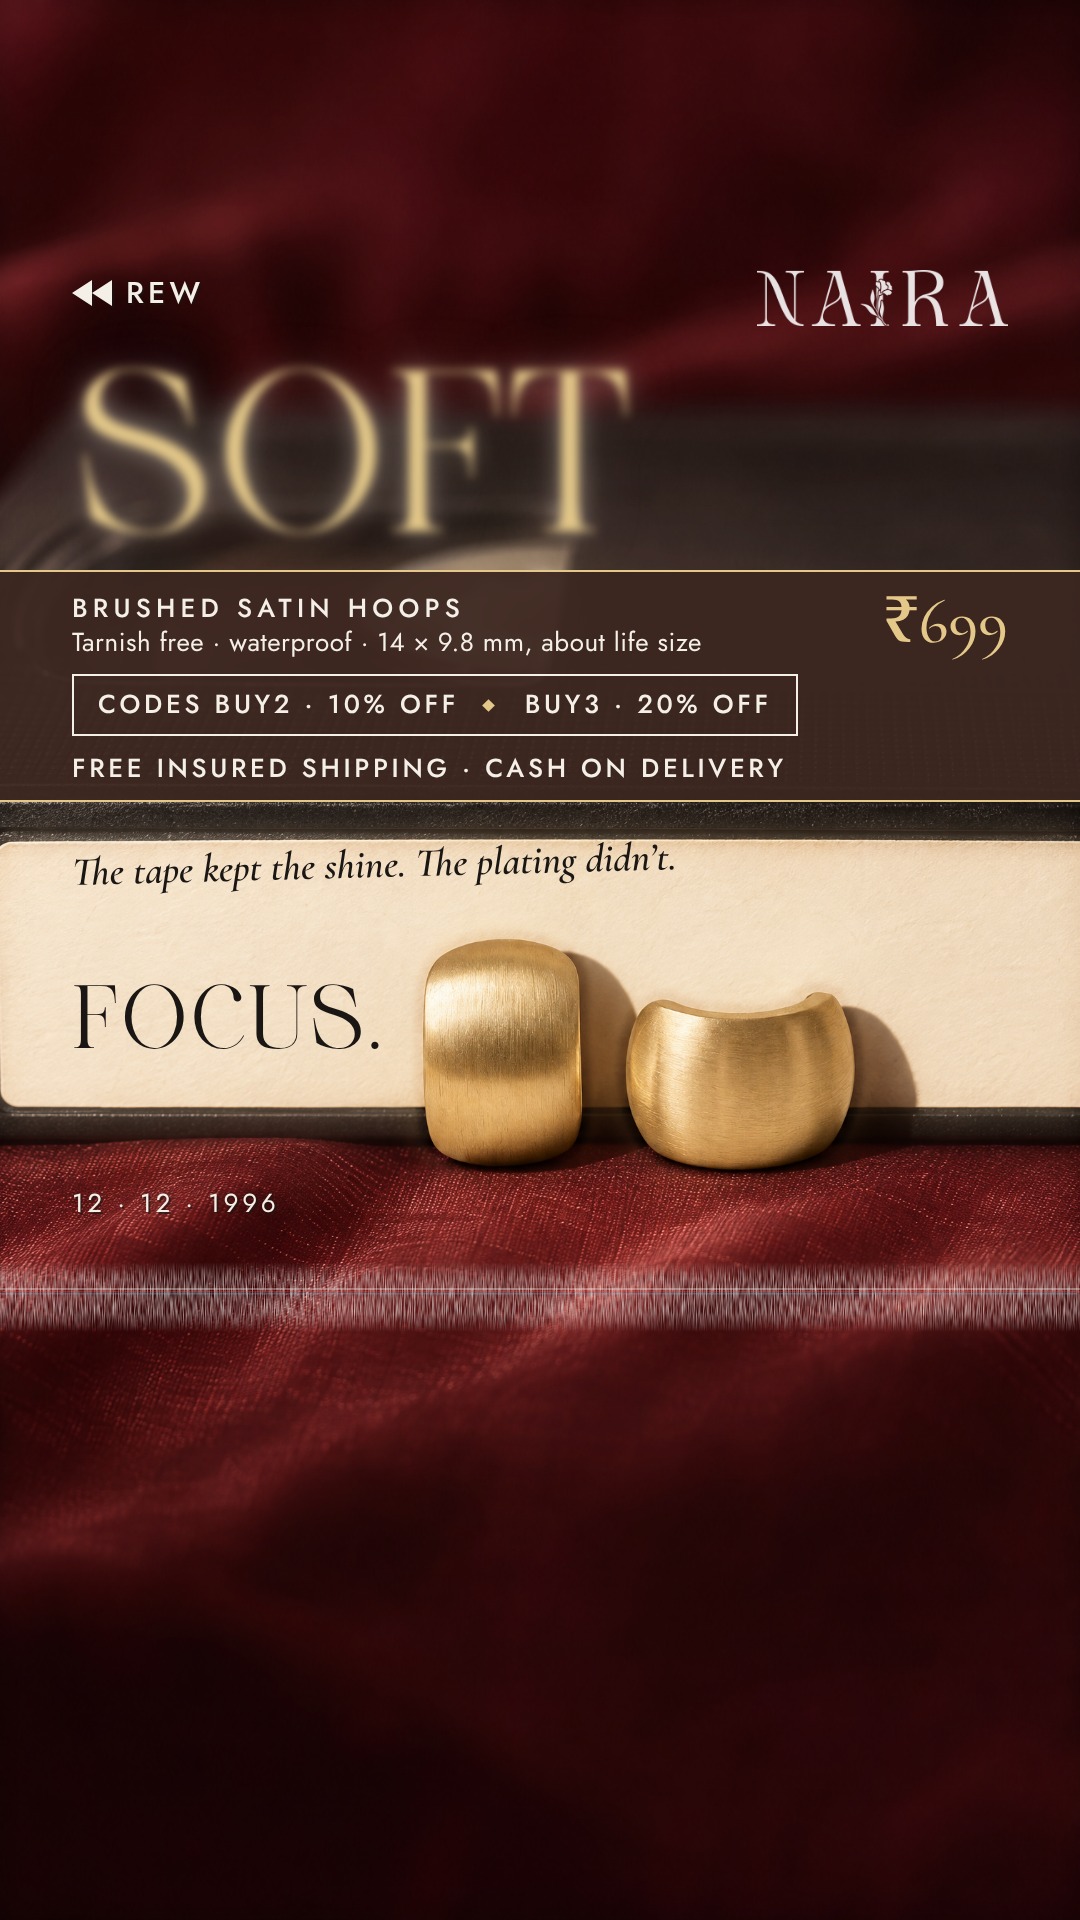 REW
NAIRA
SOFT
BRUSHED SATIN HOOPS
₹699
Tarnish free · waterproof · 14 × 9.8 mm, about life size
CODES BUY2 · 10% OFF ◆ BUY3 · 20% OFF
FREE INSURED SHIPPING · CASH ON DELIVERY
The tape kept the shine. The plating didn’t.
FOCUS.
12 · 12 · 1996